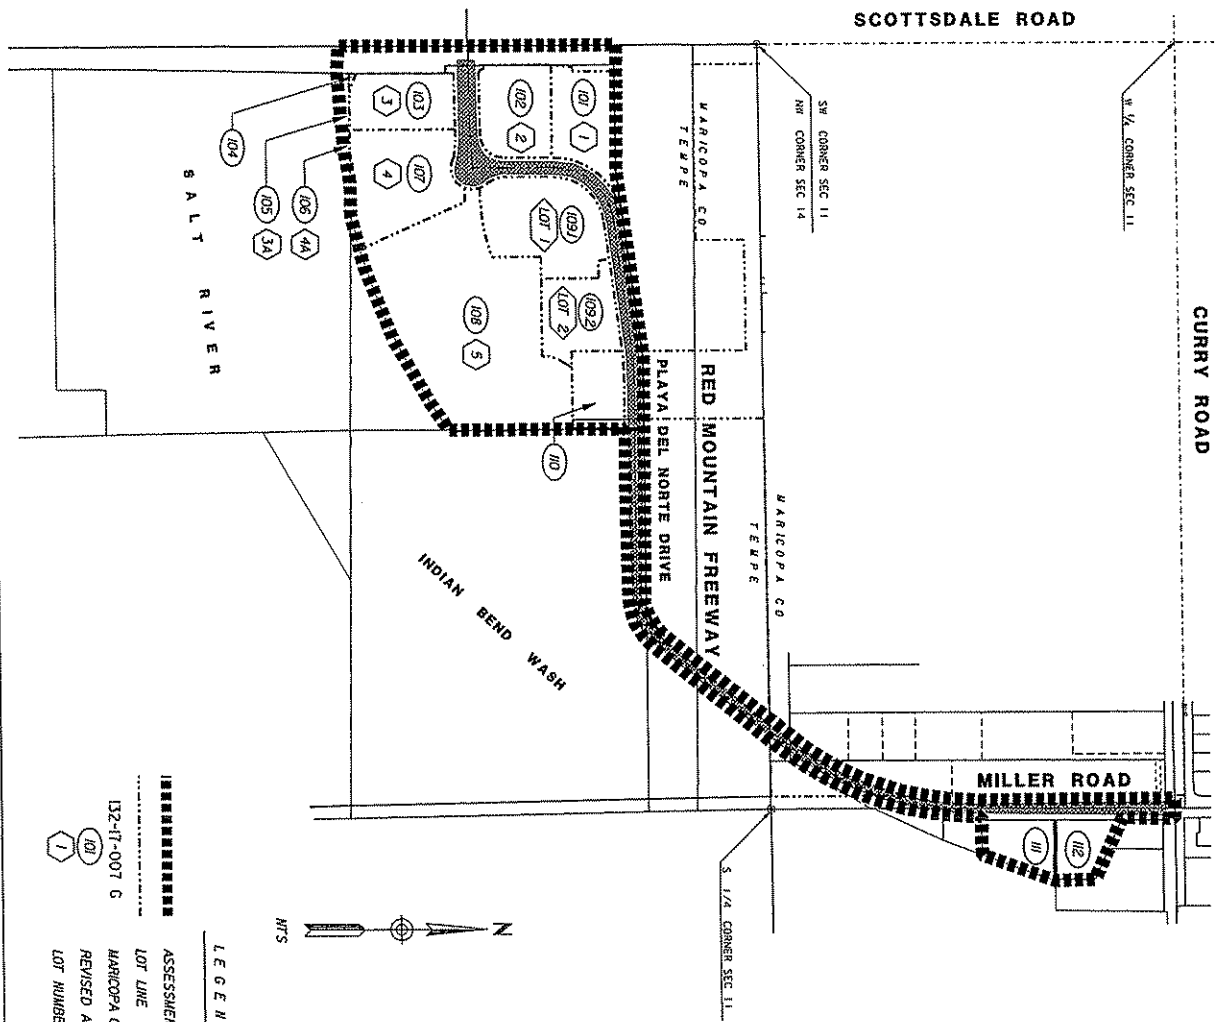 SCOTTSDALE ROAD
W 1/4 CORNER SEC 11
SW CORNER SEC 11
NW CORNER SEC 14
CURRY ROAD
MARICOPA CO
TEMPE
101
1
102
2
103
3
104
105
3A
106
4A
107
4
109.1
LOT 1
109.2
LOT 2
108
5
110
SALT RIVER
PLAYA DEL NORTE DRIVE
RED MOUNTAIN FREEWAY
MARICOPA CO
TEMPE
INDIAN BEND WASH
MILLER ROAD
111
112
S 1/4 CORNER SEC 11
N
NTS
LEGEN
ASSESSMEN
LOT LINE
132-17-007 G
MARICOPA C
101
REVISED A
1
LOT NUMBE